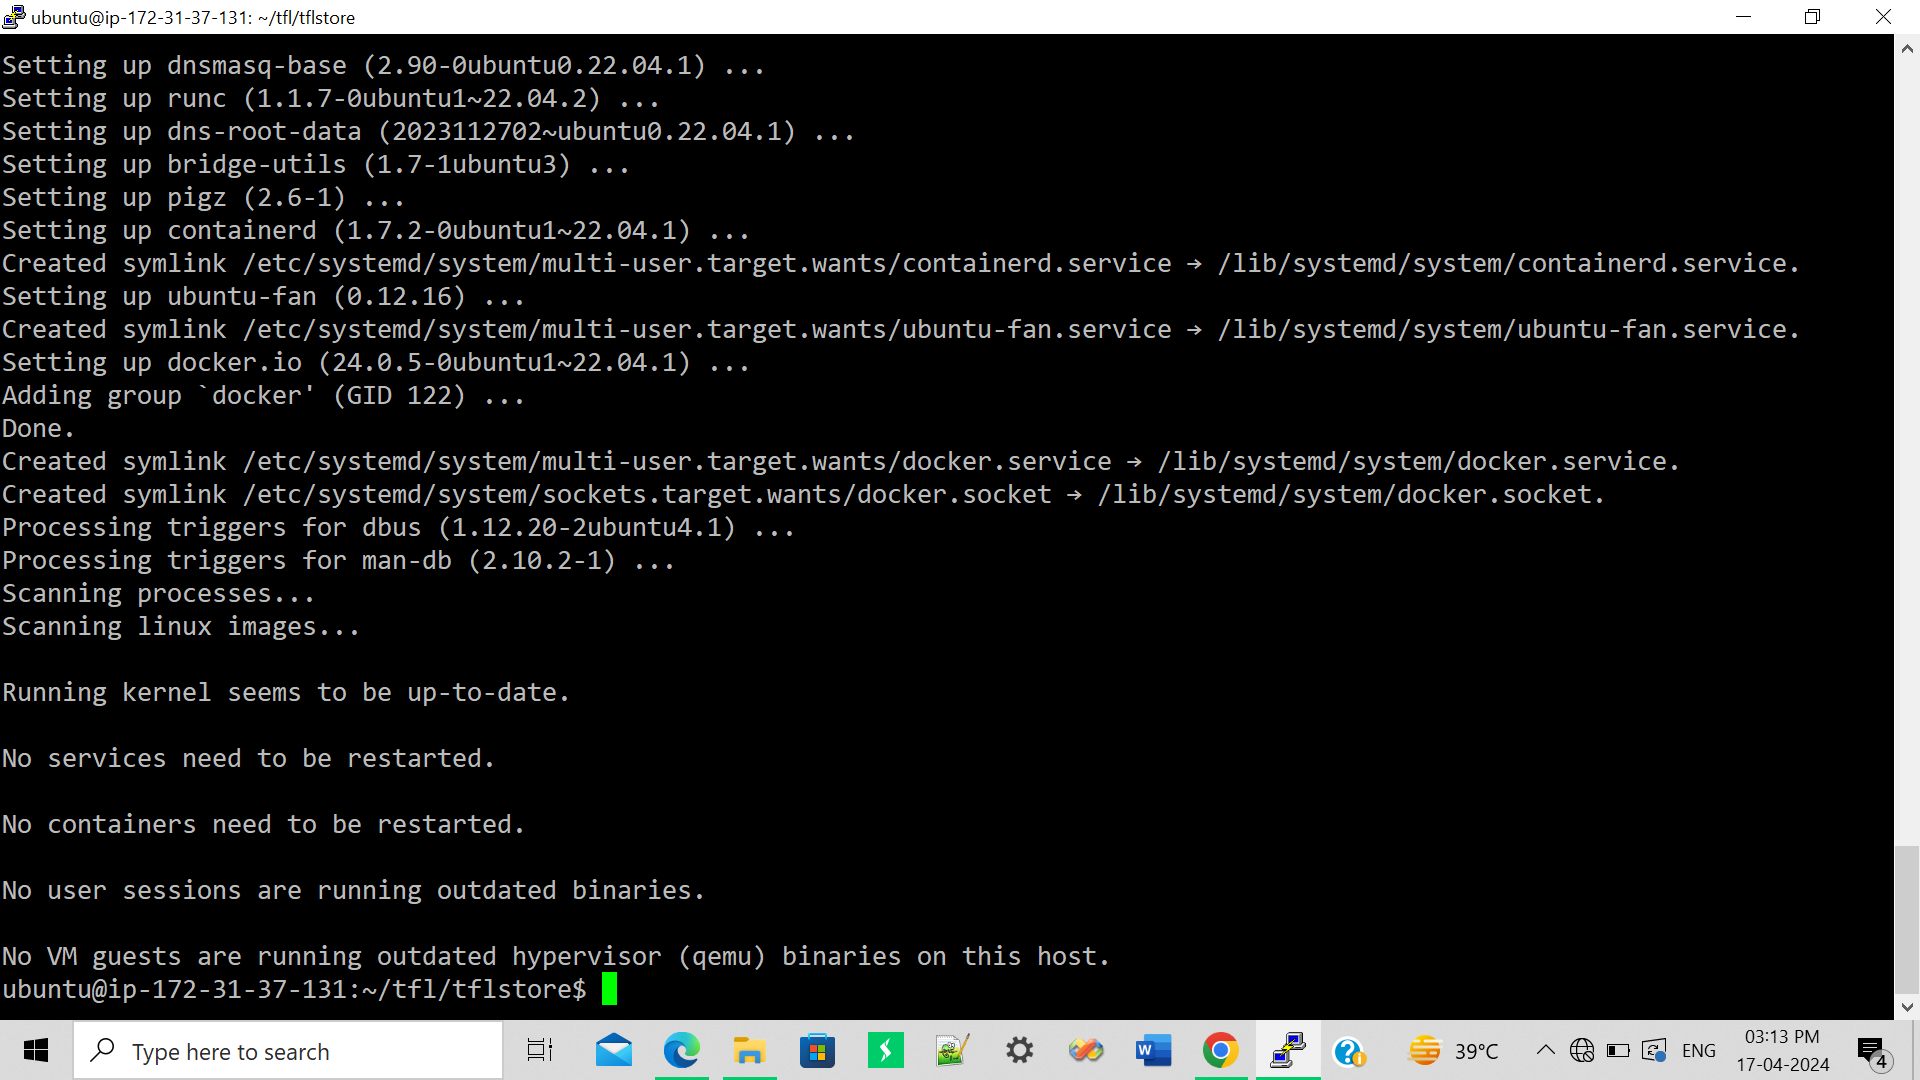 ubuntu@ip-172-31-37-131: ~/tfl/tflstore
Setting up dnsmasq-base (2.90-0ubuntu0.22.04.1) ...
Setting up runc (1.1.7-0ubuntu1~22.04.2) ...
Setting up dns-root-data (2023112702~ubuntu0.22.04.1) ...
Setting up bridge-utils (1.7-1ubuntu3) ...
Setting up pigz (2.6-1) ...
Setting up containerd (1.7.2-0ubuntu1~22.04.1) ...
Created symlink /etc/systemd/system/multi-user.target.wants/containerd.service → /lib/systemd/system/containerd.service.
Setting up ubuntu-fan (0.12.16) ...
Created symlink /etc/systemd/system/multi-user.target.wants/ubuntu-fan.service → /lib/systemd/system/ubuntu-fan.service.
Setting up docker.io (24.0.5-0ubuntu1~22.04.1) ...
Adding group `docker' (GID 122) ...
Done.
Created symlink /etc/systemd/system/multi-user.target.wants/docker.service → /lib/systemd/system/docker.service.
Created symlink /etc/systemd/system/sockets.target.wants/docker.socket → /lib/systemd/system/docker.socket.
Processing triggers for dbus (1.12.20-2ubuntu4.1) ...
Processing triggers for man-db (2.10.2-1) ...
Scanning processes...
Scanning linux images...
Running kernel seems to be up-to-date.
No services need to be restarted.
No containers need to be restarted.
No user sessions are running outdated binaries.
No VM guests are running outdated hypervisor (qemu) binaries on this host.
ubuntu@ip-172-31-37-131:~/tfl/tflstore$
Type here to search
W
39°C
ENG
03:13 PM
17-04-2024
4